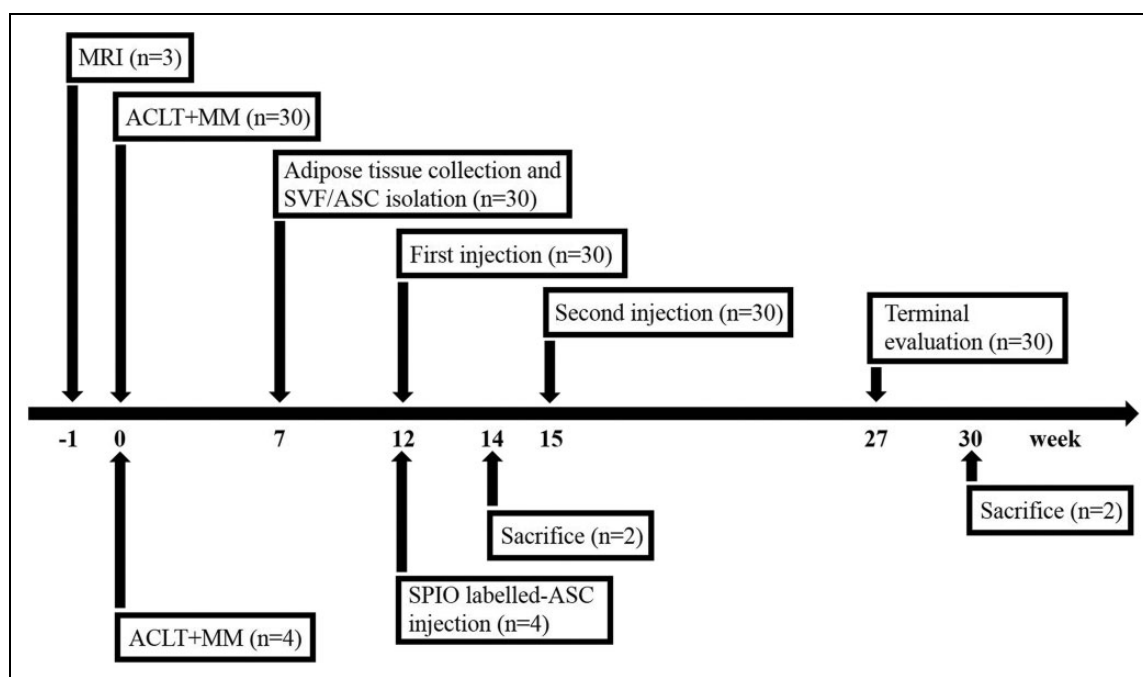 MRI (n=3)
ACLT+MM (n=30)
Adipose tissue collection and
SVF/ASC isolation (n=30)
First injection (n=30)
Second injection (n=30)
Terminal
evaluation (n=30)
-1 0 7 12 14 15 27 30 week
Sacrifice (n=2)
Sacrifice (n=2)
SPIO labelled-ASC
injection (n=4)
ACLT+MM (n=4)